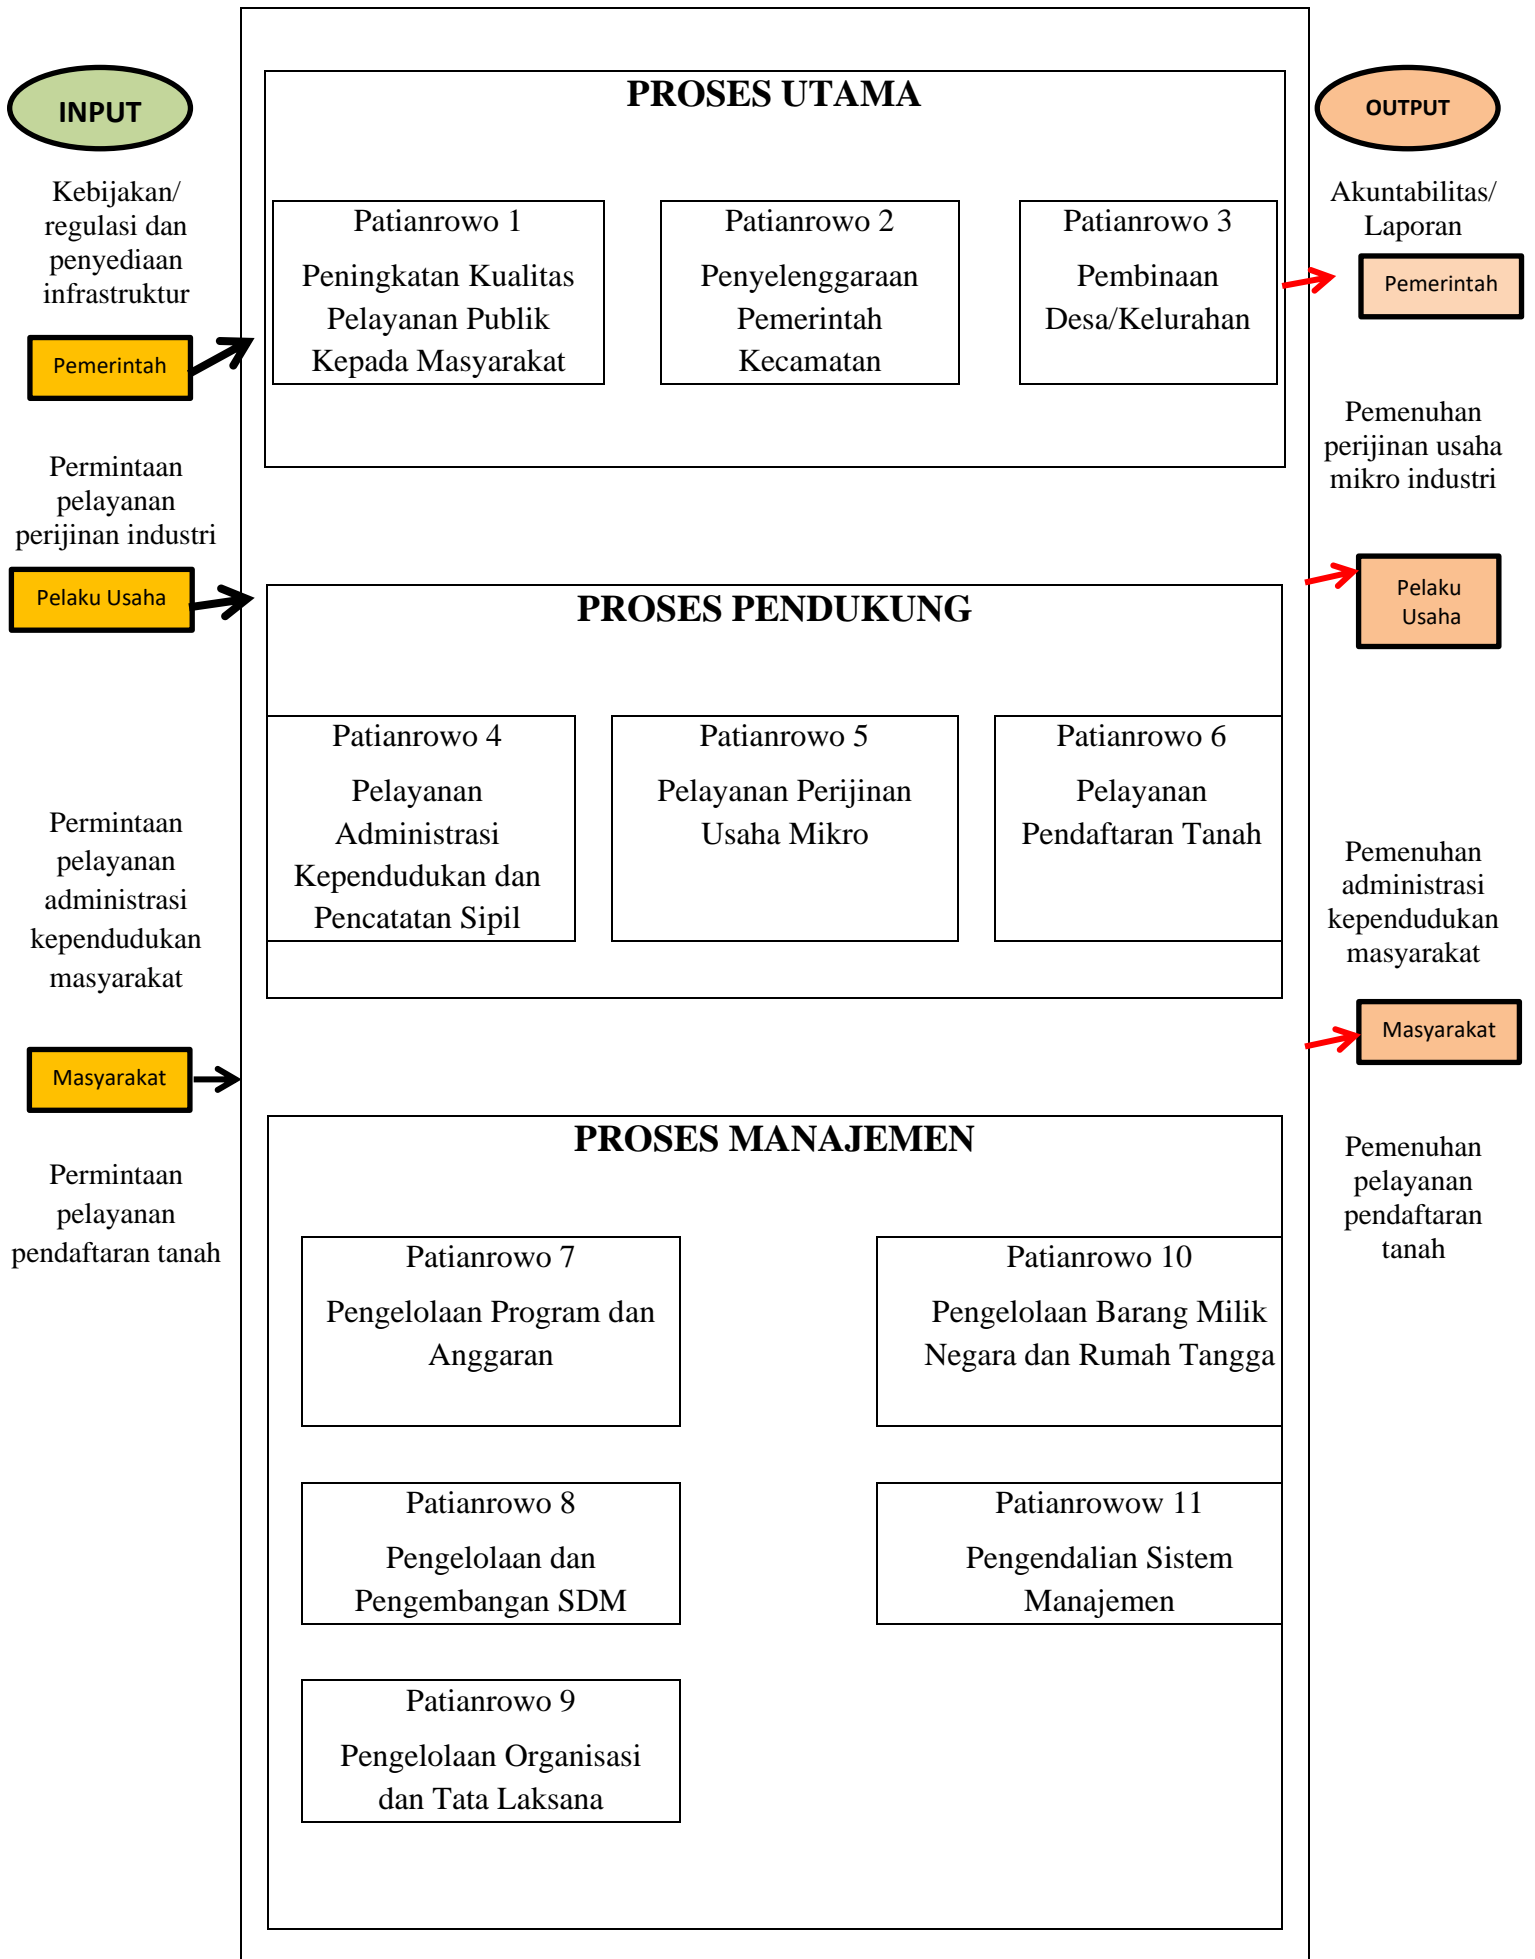 INPUT
Kebijakan/
regulasi dan
penyediaan
infrastruktur
Pemerintah
Permintaan
pelayanan
perijinan industri
Pelaku Usaha
Permintaan
pelayanan
administrasi
kependudukan
masyarakat
Masyarakat
Permintaan
pelayanan
pendaftaran tanah
PROSES UTAMA
Patianrowo 1
Peningkatan Kualitas
Pelayanan Publik
Kepada Masyarakat
Patianrowo 2
Penyelenggaraan
Pemerintah
Kecamatan
Patianrowo 3
Pembinaan
Desa/Kelurahan
PROSES PENDUKUNG
Patianrowo 4
Pelayanan
Administrasi
Kependudukan dan
Pencatatan Sipil
Patianrowo 5
Pelayanan Perijinan
Usaha Mikro
Patianrowo 6
Pelayanan
Pendaftaran Tanah
PROSES MANAJEMEN
Patianrowo 7
Pengelolaan Program dan
Anggaran
Patianrowo 8
Pengelolaan dan
Pengembangan SDM
Patianrowo 9
Pengelolaan Organisasi
dan Tata Laksana
Patianrowo 10
Pengelolaan Barang Milik
Negara dan Rumah Tangga
Patianrowow 11
Pengendalian Sistem
Manajemen
OUTPUT
Akuntabilitas/
Laporan
Pemerintah
Pemenuhan
perijinan usaha
mikro industri
Pelaku
Usaha
Pemenuhan
administrasi
kependudukan
masyarakat
Masyarakat
Pemenuhan
pelayanan
pendaftaran
tanah